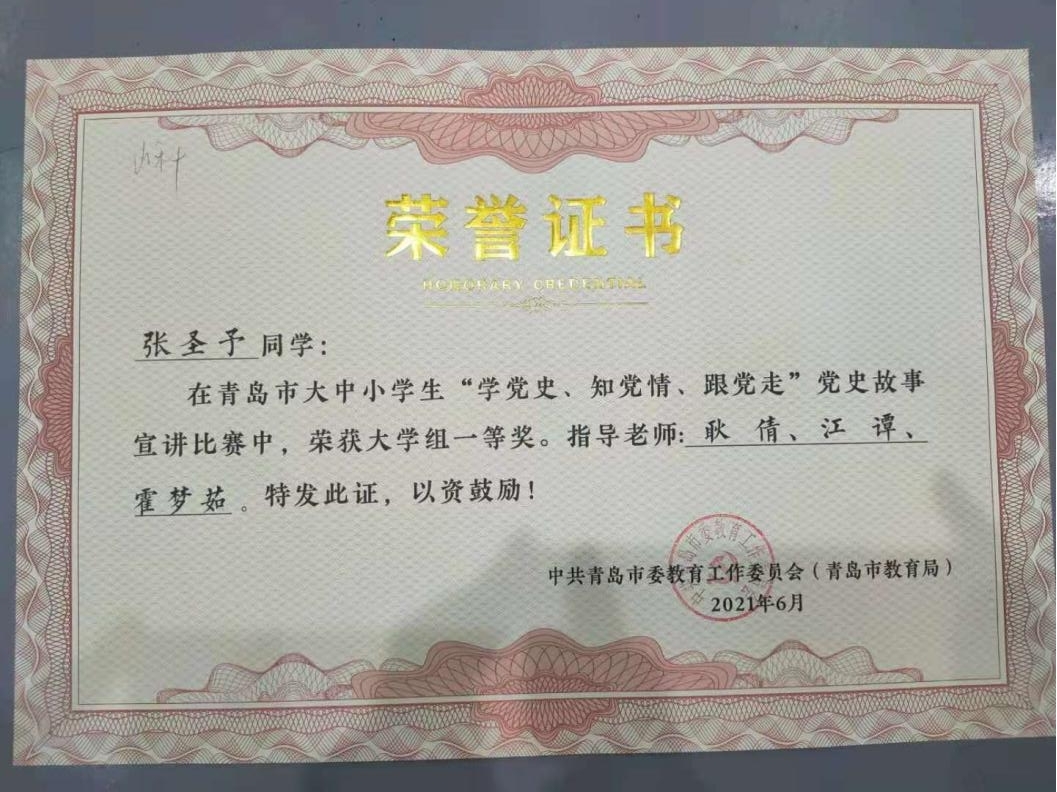 荣誉证书
HONORARY CREDENTIAL
张圣予同学：
在青岛市大中小学生“学党史、知党情、跟党走”党史故事
宣讲比赛中，荣获大学组一等奖。指导老师：耿倩、江谭、
霍梦茹。特发此证，以资鼓励！
中共青岛市委教育工作委员会（青岛市教育局）
2021年6月